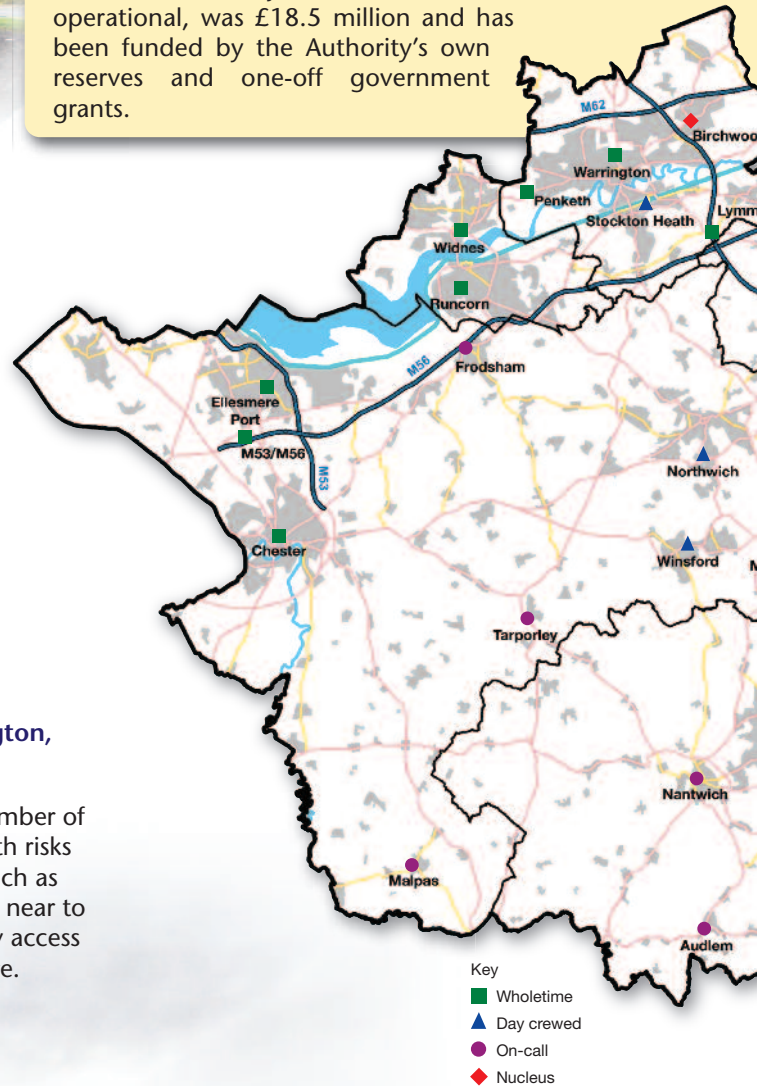 operational, was £18.5 million and has
been funded by the Authority’s own
reserves and one-off government
grants.
M62
Birchwoo
Warrington
Penketh
Stockton Heath
Lymm
Widnes
Runcorn
M56
Frodsham
Ellesmere
Port
M53/M56
M53
Northwich
Chester
Winsford
M
Tarporley
gton,
mber of
th risks
ch as
near to
y access
e.
Nantwich
Malpas
Audlem
Key
Wholetime
Day crewed
On-call
Nucleus